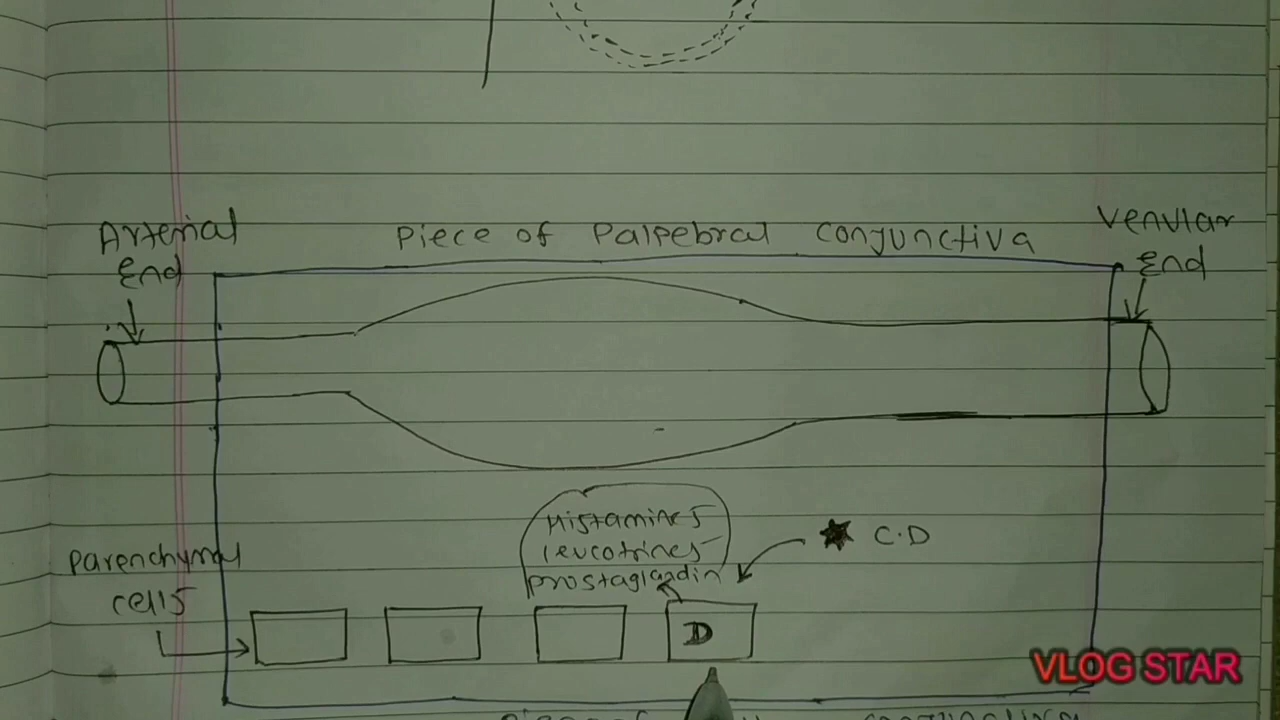 Arterial
End
Piece of Palpebral Conjunctiva
Venular
End
Histamines
leucotrines
prostaglandin
C.D
Parenchymal
cells
D
VLOG STAR